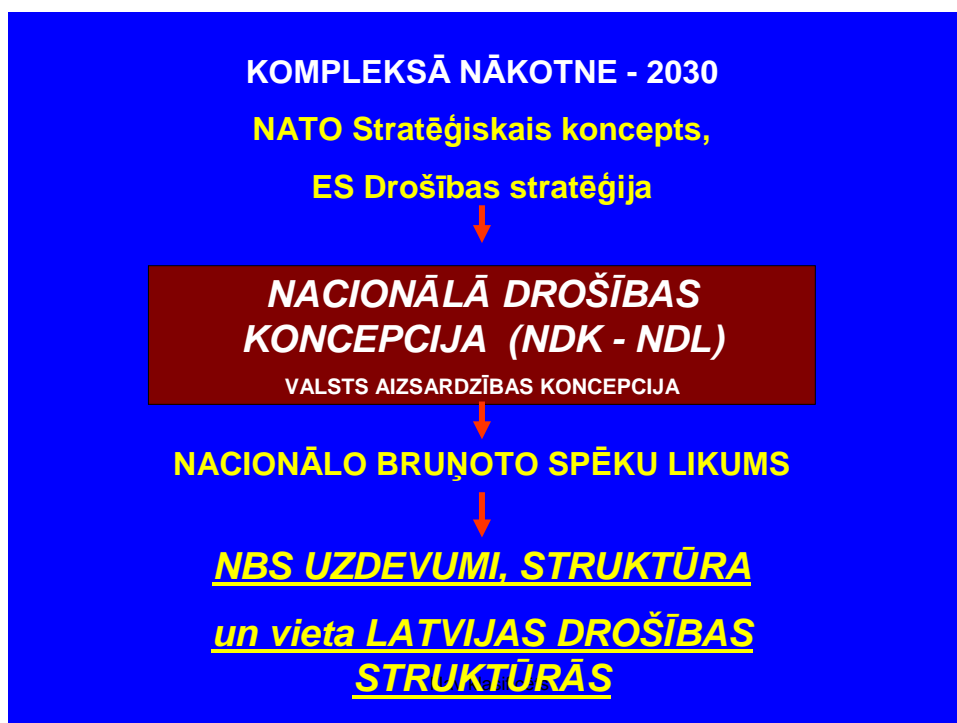 KOMPLEKSĀ NĀKOTNE - 2030
NATO Stratēģiskais koncepts,
ES Drošības stratēģija
NACIONĀLĀ DROŠĪBAS
KONCEPCIJA (NDK - NDL)
VALSTS AIZSARDZĪBAS KONCEPCIJA
NACIONĀLO BRUŅOTO SPĒKU LIKUMS
NBS UZDEVUMI, STRUKTŪRA
un vieta LATVIJAS DROŠĪBAS
STRUKTŪRĀS